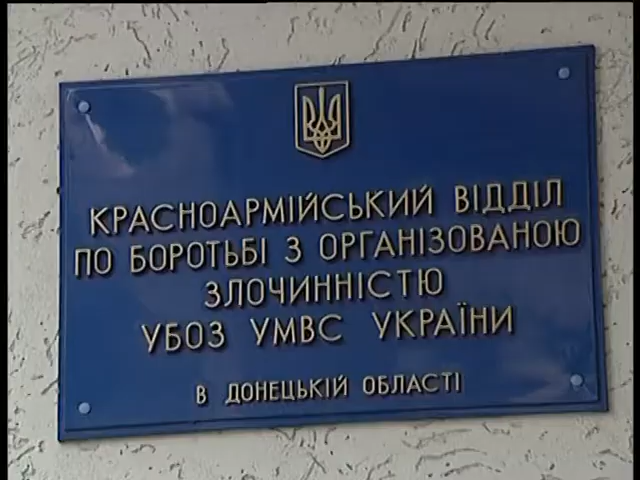 КРАСНОАРМІЙСЬКИЙ ВІДДІЛ
ПО БОРОТЬБІ З ОРГАНІЗОВАНОЮ
ЗЛОЧИННІСТЮ
УБОЗ УМВС УКРАЇНИ
В ДОНЕЦЬКІЙ ОБЛАСТІ